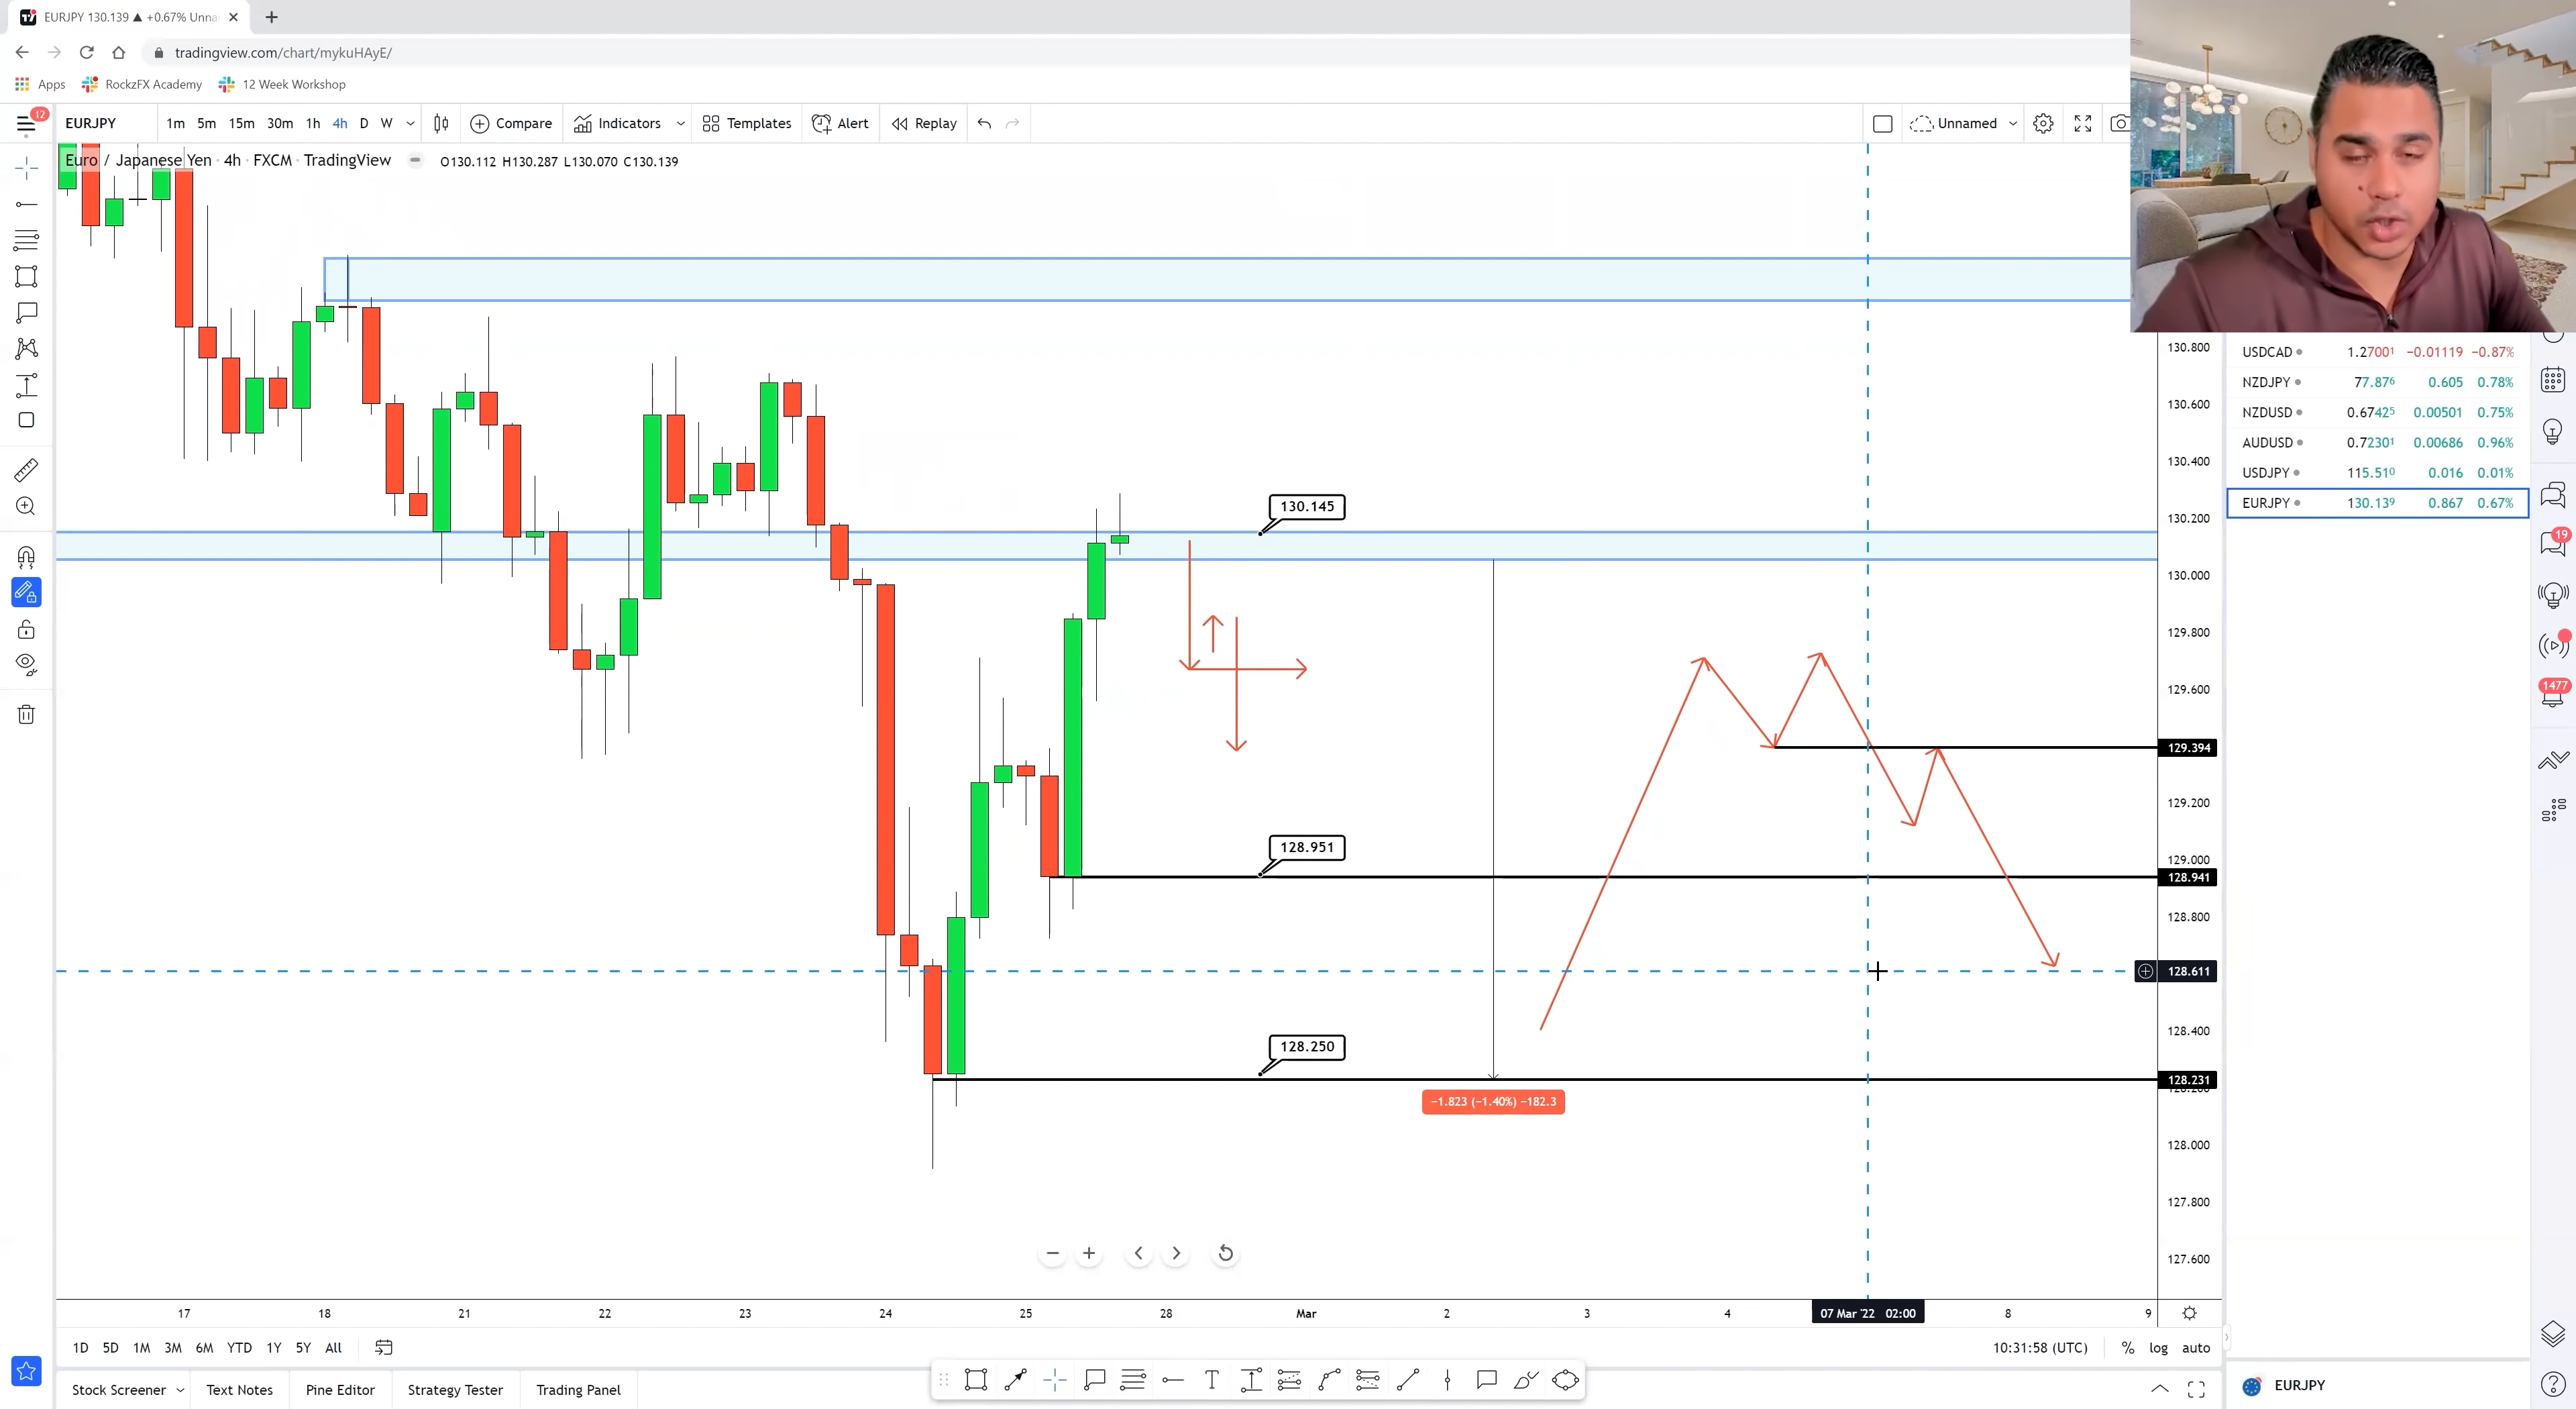 EURJPY 130.139 ▲ +0.67% Unna
tradingview.com/chart/mykuHAyE/
Apps RockzFX Academy 12 Week Workshop
12
EURJPY 1m 5m 15m 30m 1h 4h D W Compare Indicators Templates Alert Replay Unnamed
Euro / Japanese Yen · 4h · FXCM · TradingView O130.112 H130.287 L130.070 C130.139
130.800
USDCAD 1.27001 −0.01119 −0.87%
NZDJPY 77.876 0.605 0.78%
130.600
NZDUSD 0.67425 0.00501 0.75%
AUDUSD 0.72301 0.00686 0.96%
130.400
USDJPY 115.510 0.016 0.01%
EURJPY 130.139 0.867 0.67%
130.145
130.200
19
130.000
129.800
129.600
1477
129.394
129.200
128.951
129.000
128.941
128.800
128.611
128.400
128.250
128.231
−1.823 (−1.40%) −182.3
128.000
127.800
127.600
17 18 21 22 23 24 25 28 Mar 2 3 4 07 Mar '22 02:00 8 9
1D 5D 1M 3M 6M YTD 1Y 5Y All 10:31:58 (UTC) % log auto
Stock Screener Text Notes Pine Editor Strategy Tester Trading Panel EURJPY